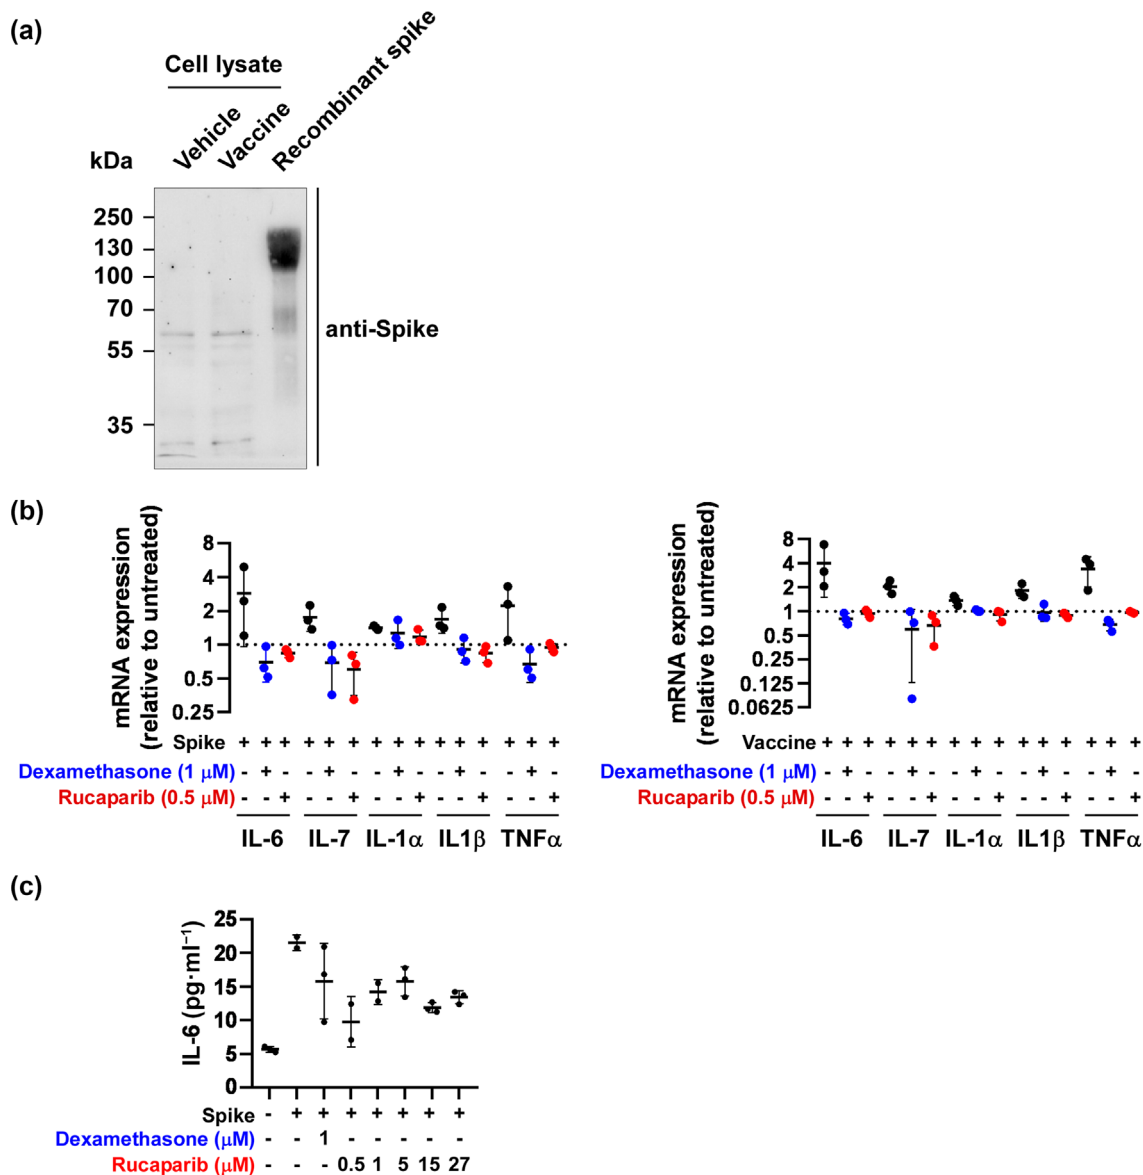 (a)
Cell lysate
Vehicle
Vaccine
Recombinant spike
kDa
250
130
100
70
55
35
anti-Spike
(b)
mRNA expression
(relative to untreated)
8
4
2
1
0.5
0.25
Spike + + + + + + + + + + + + + + +
Dexamethasone (1 μM) - + - - + - - + - - + - - + -
Rucaparib (0.5 μM) - - + - - + - - + - - + - - +
IL-6 IL-7 IL-1α IL1β TNFα
mRNA expression
(relative to untreated)
8
4
2
1
0.5
0.25
0.125
0.0625
Vaccine + + + + + + + + + + + + + + +
Dexamethasone (1 μM) - + - - + - - + - - + - - + -
Rucaparib (0.5 μM) - - + - - + - - + - - + - - +
IL-6 IL-7 IL-1α IL1β TNFα
(c)
IL-6 (pg·ml⁻¹)
25
20
15
10
5
0
Spike - + + + + + + +
Dexamethasone (μM) - - 1 - - - - -
Rucaparib (μM) - - - 0.5 1 5 15 27